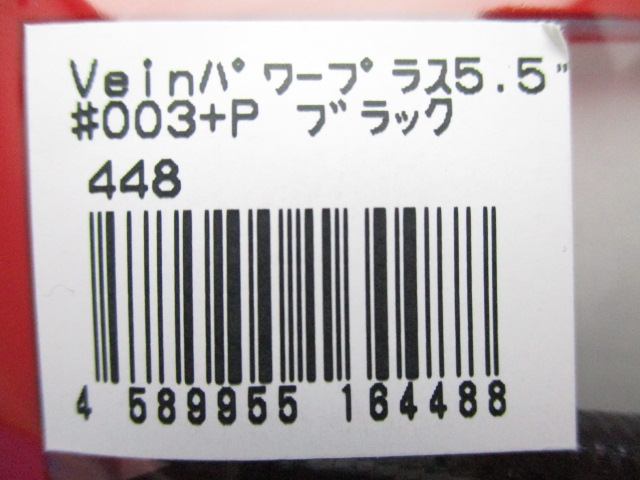 Veinﾊﾟﾜｰﾌﾟﾗｽ5.5"
#003+P ﾌﾞﾗｯｸ
448
4 589955 164488